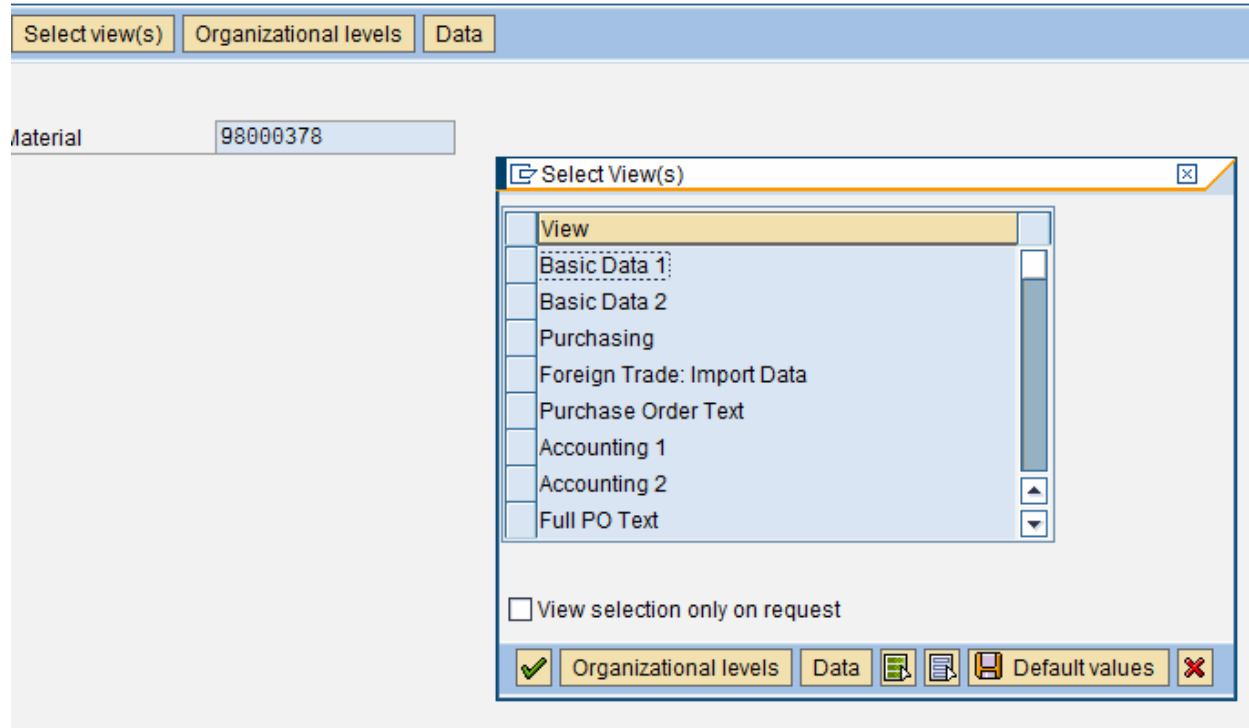 Select view(s) Organizational levels Data
Material 98000378
Select View(s)
View
Basic Data 1
Basic Data 2
Purchasing
Foreign Trade: Import Data
Purchase Order Text
Accounting 1
Accounting 2
Full PO Text
View selection only on request
Organizational levels Data Default values